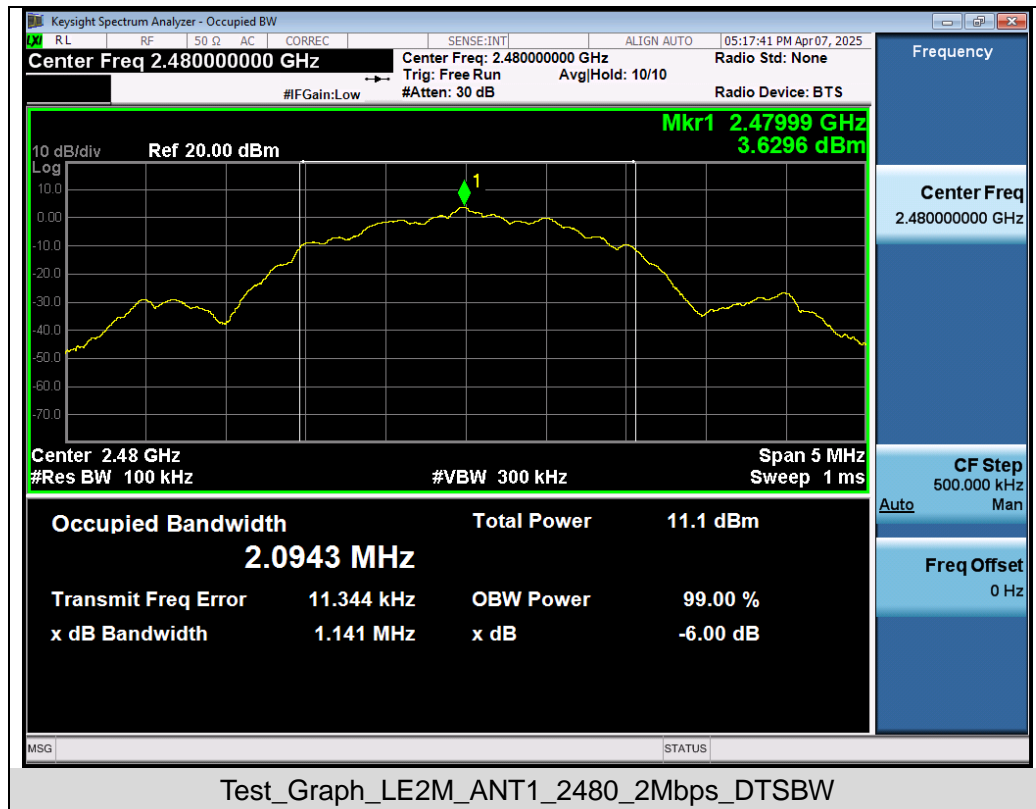 Keysight Spectrum Analyzer - Occupied BW
LXI RL RF 50 Ω AC CORREC SENSE:INT ALIGN AUTO 05:17:41 PM Apr 07, 2025
Center Freq 2.480000000 GHz
Center Freq: 2.480000000 GHz Radio Std: None
Trig: Free Run Avg|Hold: 10/10
#IFGain:Low #Atten: 30 dB Radio Device: BTS
Mkr1 2.47999 GHz
3.6296 dBm
10 dB/div Ref 20.00 dBm
Log
10.0
0.00
-10.0
-20.0
-30.0
-40.0
-50.0
-60.0
-70.0
1
Center 2.48 GHz Span 5 MHz
#Res BW 100 kHz #VBW 300 kHz Sweep 1 ms
Occupied Bandwidth Total Power 11.1 dBm
2.0943 MHz
Transmit Freq Error 11.344 kHz OBW Power 99.00 %
x dB Bandwidth 1.141 MHz x dB -6.00 dB
Frequency
Center Freq
2.480000000 GHz
CF Step
500.000 kHz
Auto Man
Freq Offset
0 Hz
MSG STATUS
Test_Graph_LE2M_ANT1_2480_2Mbps_DTSBW